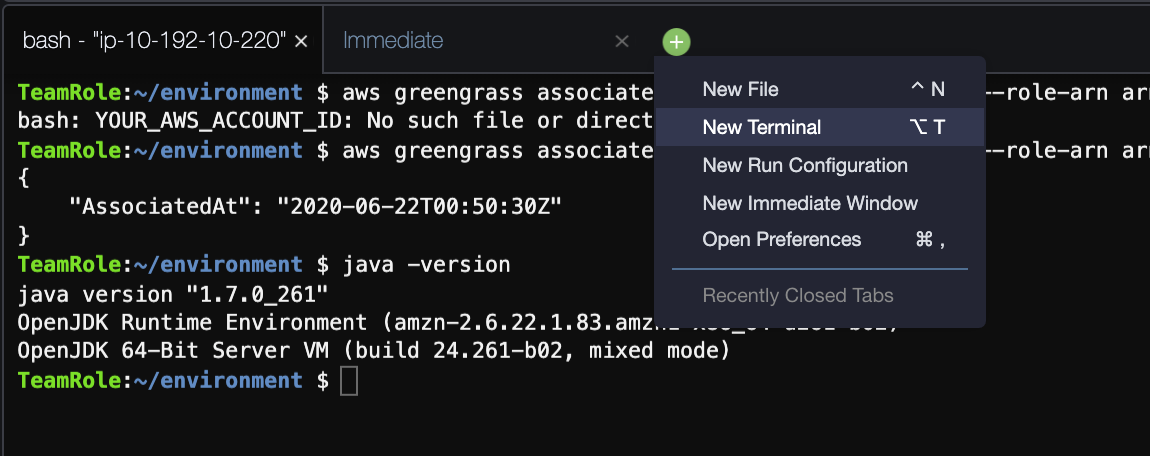 bash - "ip-10-192-10-220" × Immediate × +
TeamRole:~/environment $ aws greengrass associate --role-arn
bash: YOUR_AWS_ACCOUNT_ID: No such file or direct
TeamRole:~/environment $ aws greengrass associate --role-arn
{
"AssociatedAt": "2020-06-22T00:50:30Z"
}
TeamRole:~/environment $ java -version
java version "1.7.0_261"
OpenJDK Runtime Environment (amzn-2.6.22.1.83.amzn1
OpenJDK 64-Bit Server VM (build 24.261-b02, mixed mode)
TeamRole:~/environment $
New File ^ N
New Terminal ⌥ T
New Run Configuration
New Immediate Window
Open Preferences ⌘ ,
Recently Closed Tabs